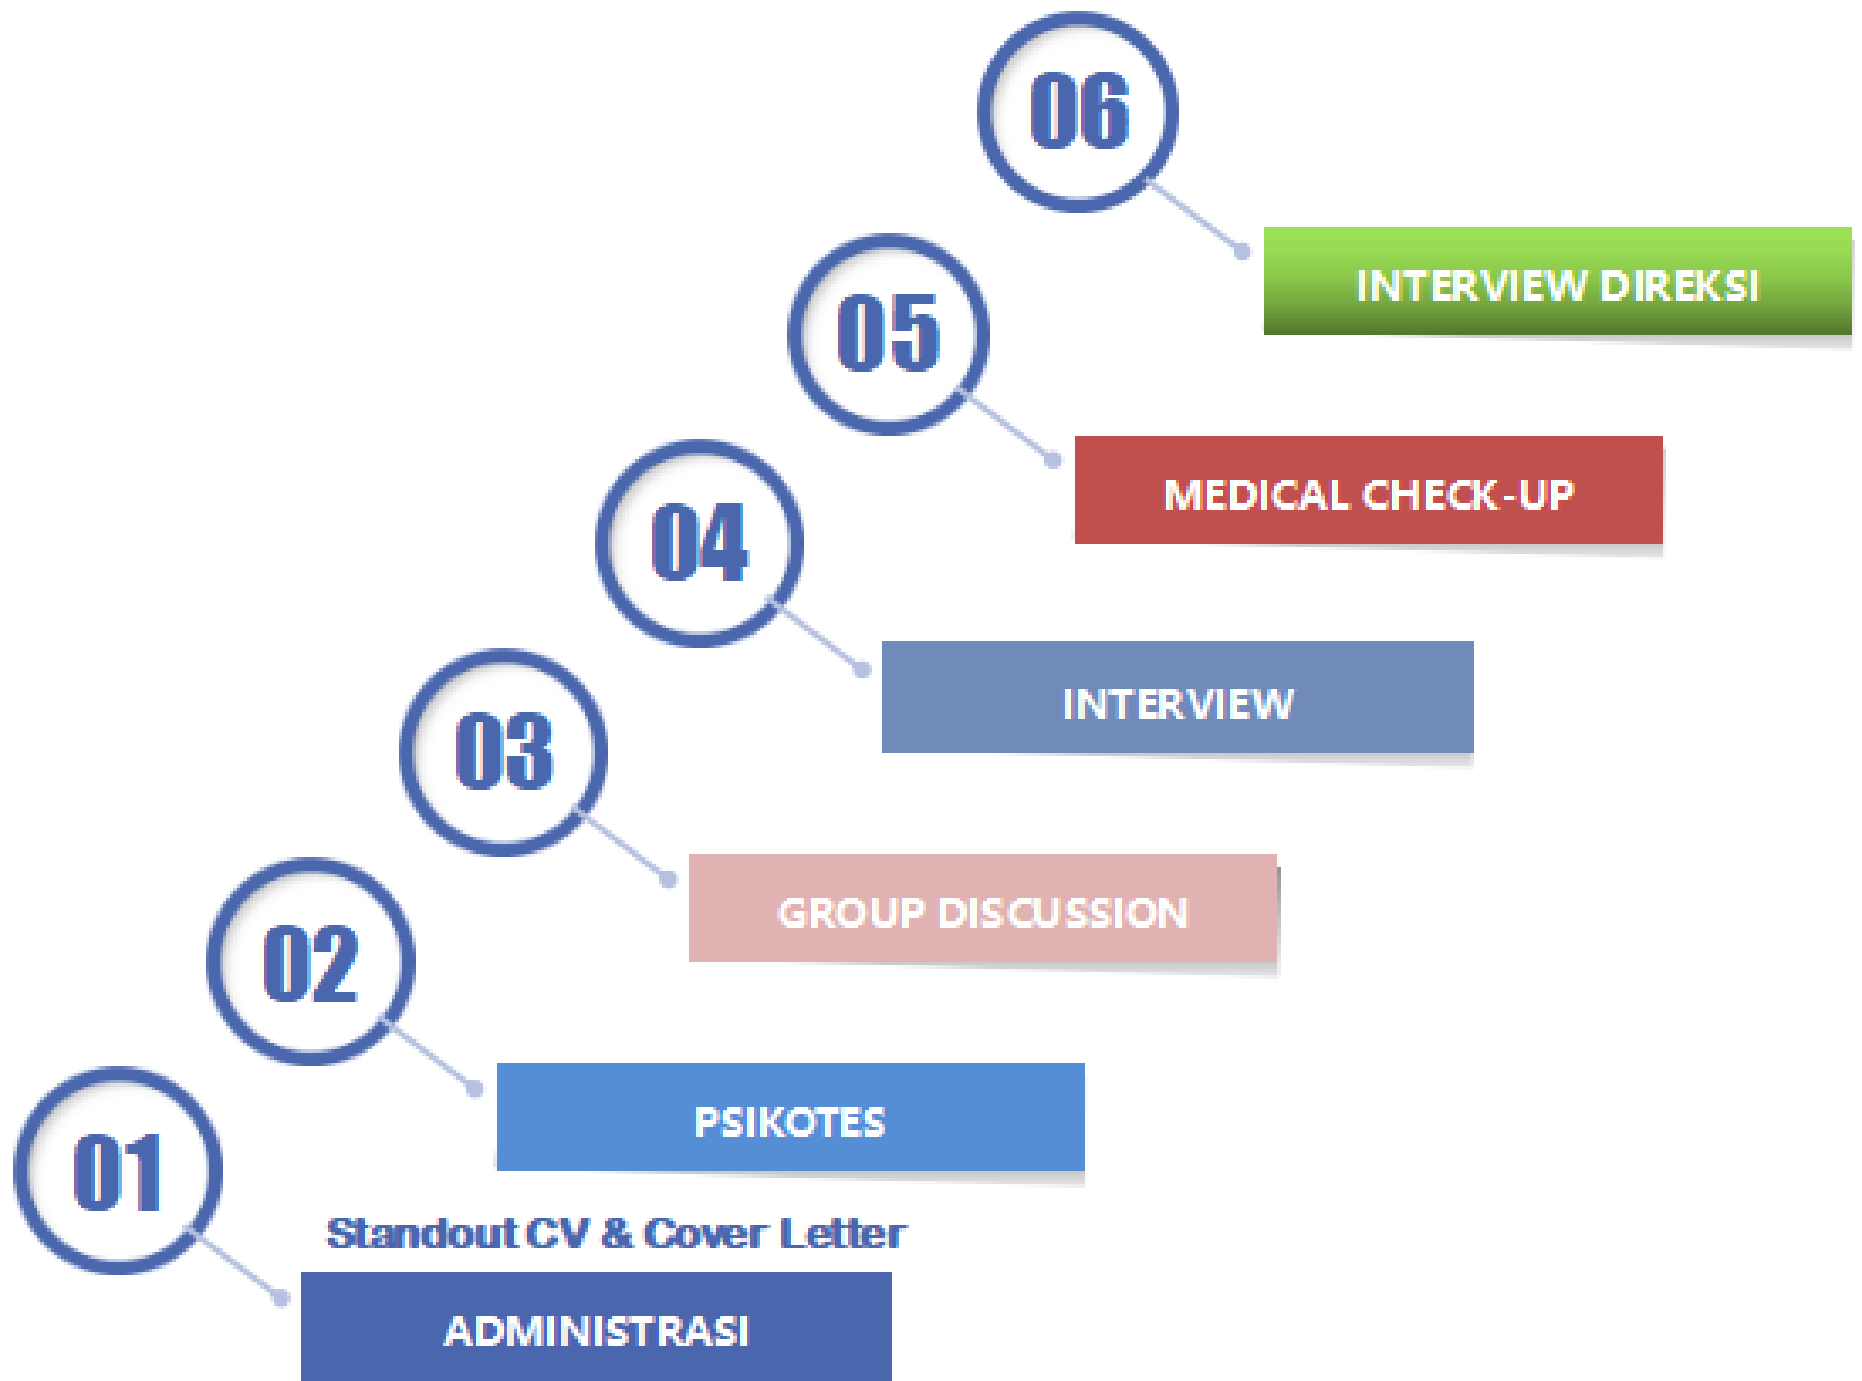 06
INTERVIEW DIREKSI
05
MEDICAL CHECK-UP
04
INTERVIEW
03
GROUP DISCUSSION
02
PSIKOTES
01
Standout CV & Cover Letter
ADMINISTRASI